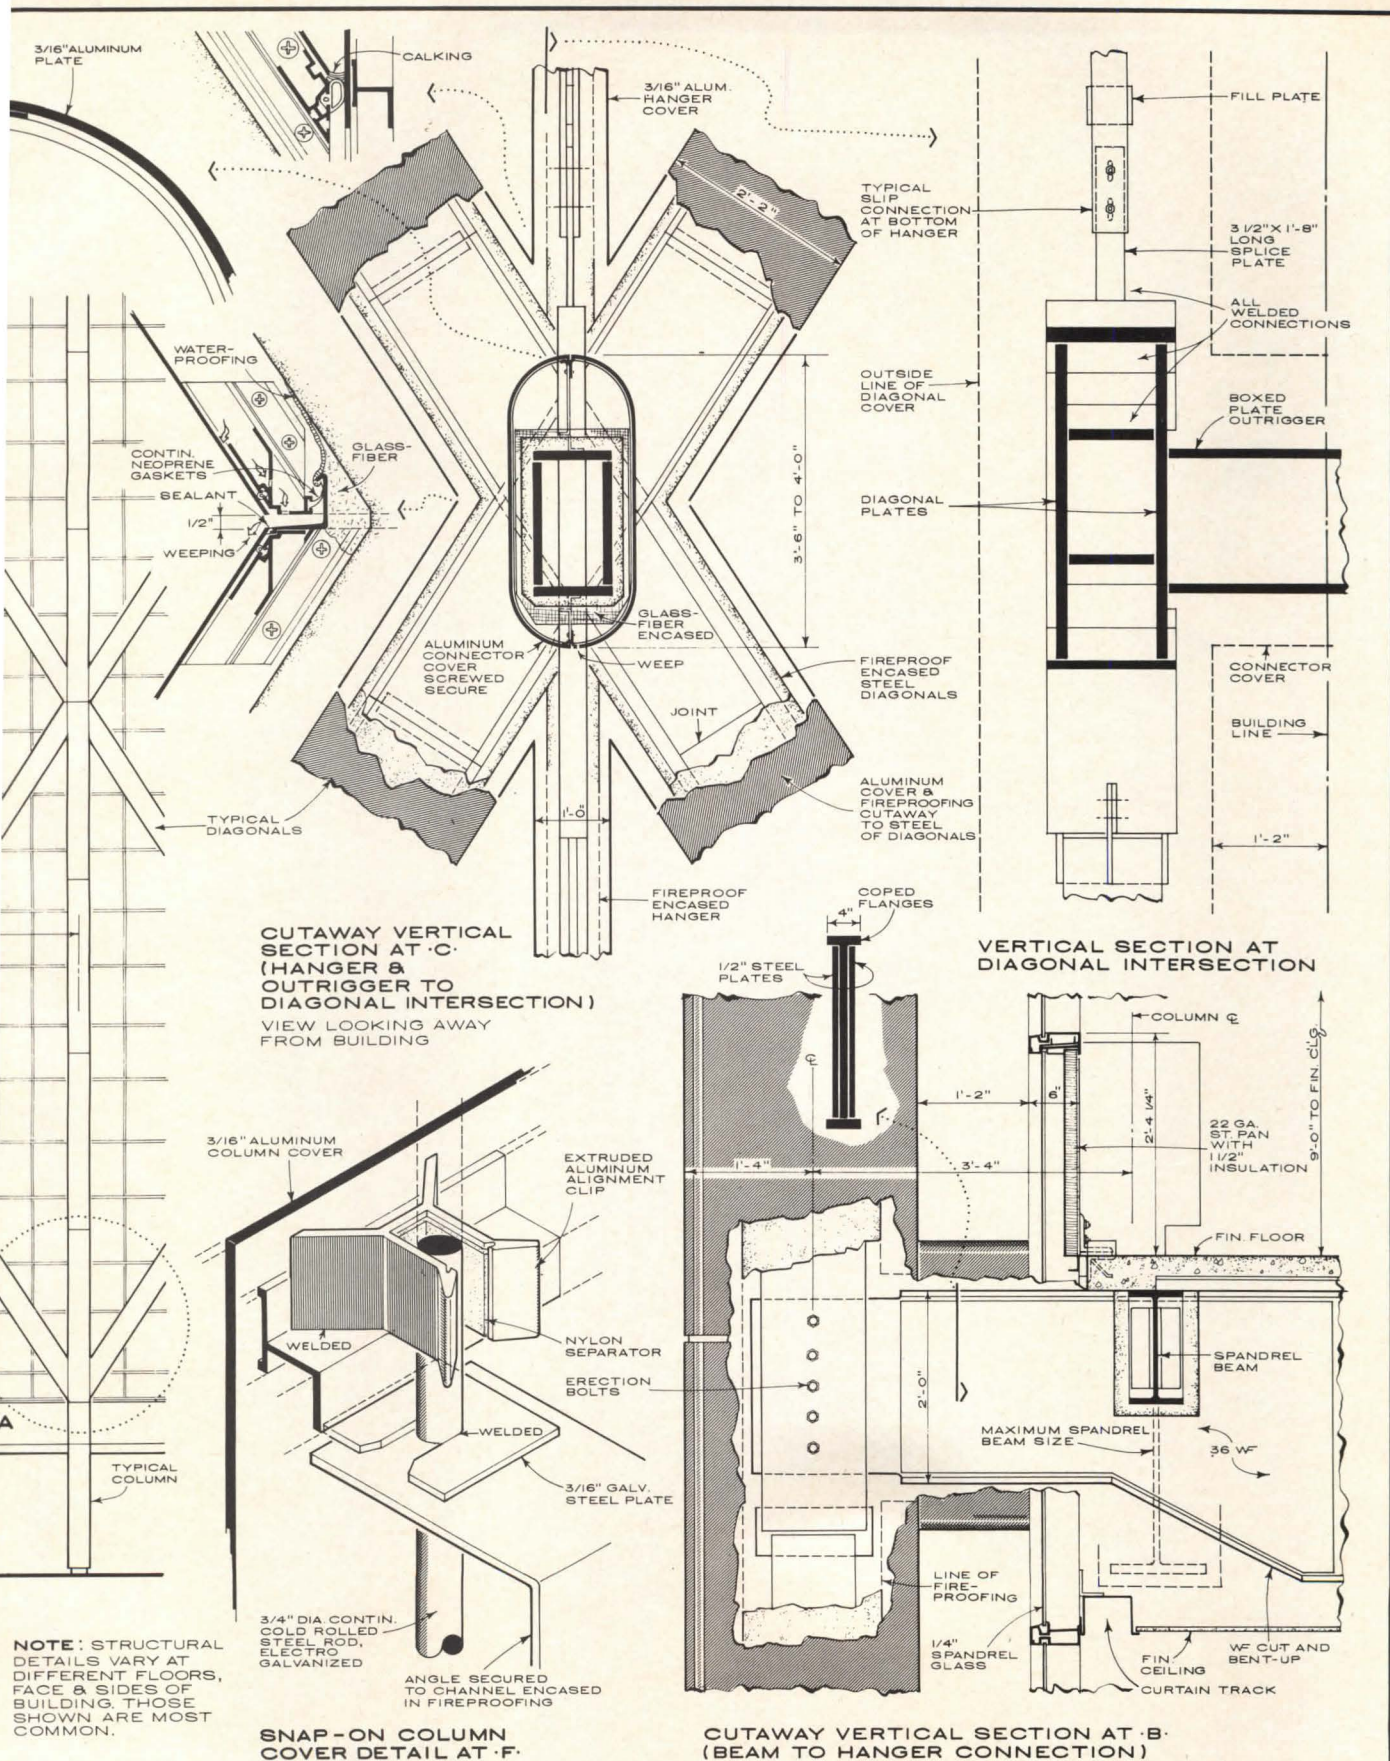 3/16" ALUMINUM
PLATE
CALKING
3/16" ALUM.
HANGER
COVER
2'-2"
TYPICAL
SLIP
CONNECTION
AT BOTTOM
OF HANGER
FILL PLATE
3 1/2" X 1'-8"
LONG
SPLICE
PLATE
ALL
WELDED
CONNECTIONS
WATER-
PROOFING
GLASS-
FIBER
CONTIN.
NEOPRENE
GASKETS
SEALANT
1/2"
WEEPING
OUTSIDE
LINE OF
DIAGONAL
COVER
BOXED
PLATE
OUTRIGGER
3'-6" TO 4'-0"
DIAGONAL
PLATES
GLASS-
FIBER
ENCASED
ALUMINUM
CONNECTOR
COVER
SCREWED
SECURE
WEEP
FIREPROOF
ENCASED
STEEL
DIAGONALS
CONNECTOR
COVER
JOINT
BUILDING
LINE
TYPICAL
DIAGONALS
1'-0"
ALUMINUM
COVER &
FIREPROOFING
CUTAWAY
TO STEEL
OF DIAGONALS
1'-2"
FIREPROOF
ENCASED
HANGER
CUTAWAY VERTICAL
SECTION AT ·C·
(HANGER &
OUTRIGGER TO
DIAGONAL INTERSECTION)
VIEW LOOKING AWAY
FROM BUILDING
COPED
FLANGES
4"
1/2" STEEL
PLATES
VERTICAL SECTION AT
DIAGONAL INTERSECTION
COLUMN ℄
℄
1'-2"
6"
2'-4 1/4"
9'-0" TO FIN. CL'G.
22 GA.
ST. PAN
WITH
1 1/2"
INSULATION
1'-4"
3'-4"
FIN. FLOOR
3/16" ALUMINUM
COLUMN COVER
EXTRUDED
ALUMINUM
ALIGNMENT
CLIP
WELDED
NYLON
SEPARATOR
ERECTION
BOLTS
2'-0"
SPANDREL
BEAM
MAXIMUM SPANDREL
BEAM SIZE
36 WF
WELDED
3/16" GALV.
STEEL PLATE
A
TYPICAL
COLUMN
LINE OF
FIRE-
PROOFING
3/4" DIA. CONTIN.
COLD ROLLED
STEEL ROD,
ELECTRO
GALVANIZED
ANGLE SECURED
TO CHANNEL ENCASED
IN FIREPROOFING
1/4"
SPANDREL
GLASS
FIN.
CEILING
WF CUT AND
BENT-UP
CURTAIN TRACK
NOTE: STRUCTURAL
DETAILS VARY AT
DIFFERENT FLOORS,
FACE & SIDES OF
BUILDING. THOSE
SHOWN ARE MOST
COMMON.
SNAP-ON COLUMN
COVER DETAIL AT ·F·
CUTAWAY VERTICAL SECTION AT ·B·
(BEAM TO HANGER CONNECTION)